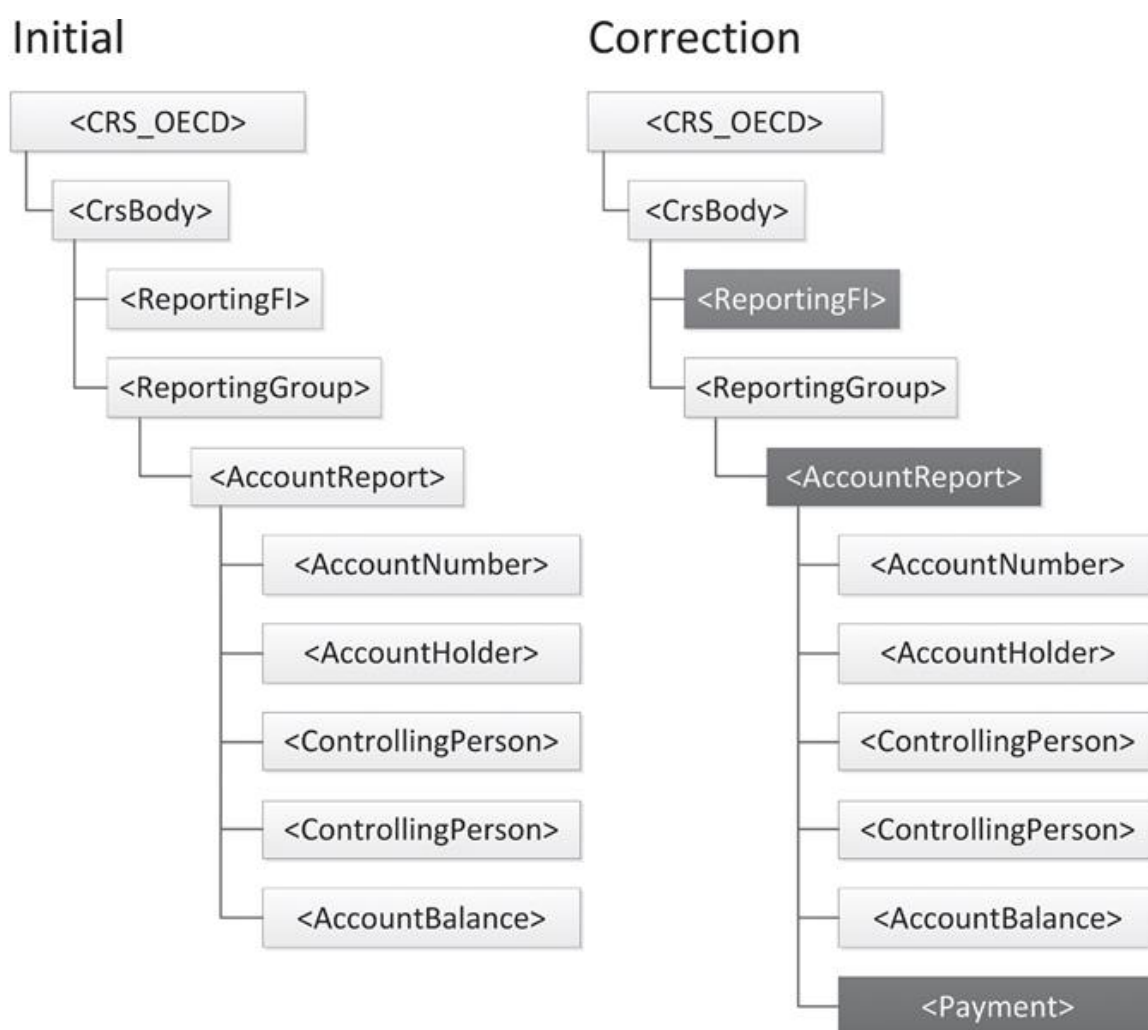 Initial
<CRS_OECD>
<CrsBody>
<ReportingFI>
<ReportingGroup>
<AccountReport>
<AccountNumber>
<AccountHolder>
<ControllingPerson>
<ControllingPerson>
<AccountBalance>
Correction
<CRS_OECD>
<CrsBody>
<ReportingFI>
<ReportingGroup>
<AccountReport>
<AccountNumber>
<AccountHolder>
<ControllingPerson>
<ControllingPerson>
<AccountBalance>
<Payment>